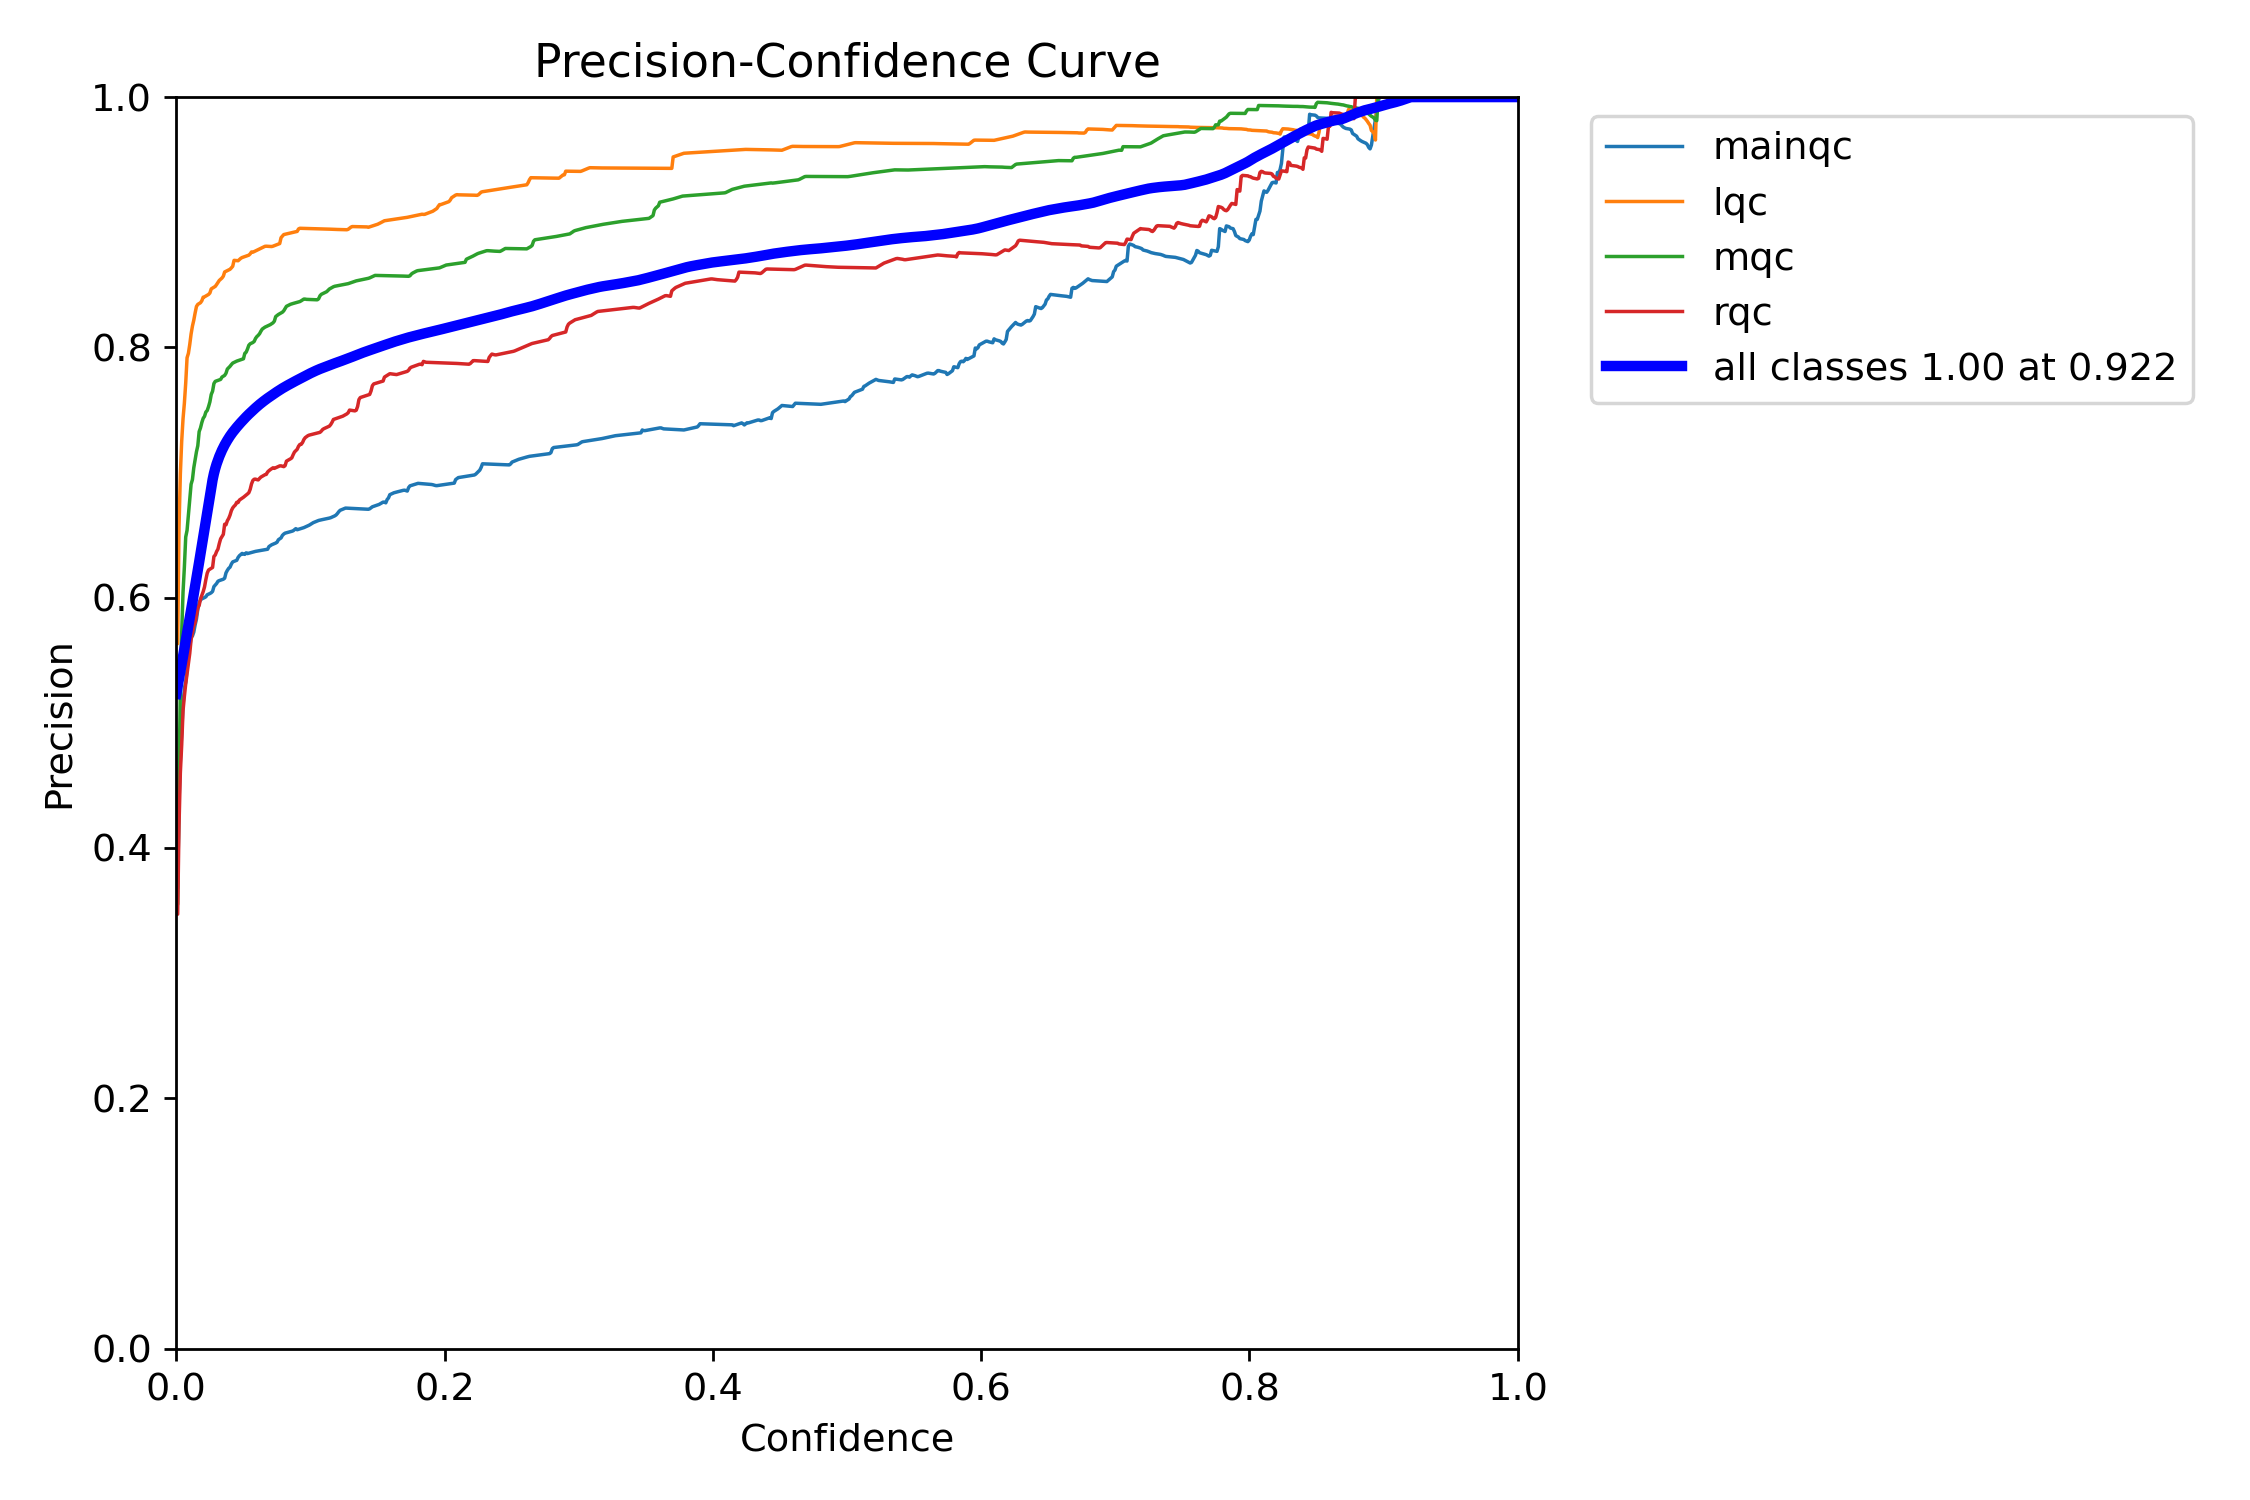 Precision-Confidence Curve
1.0
0.8
0.6
0.4
0.2
0.0
Precision
0.0 0.2 0.4 0.6 0.8 1.0
Confidence
mainqc
lqc
mqc
rqc
all classes 1.00 at 0.922